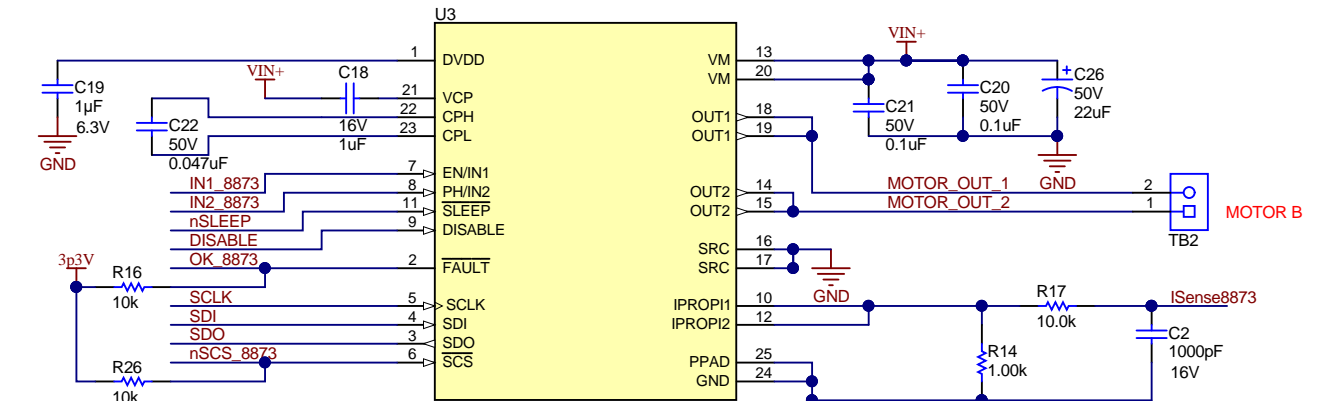 U3
1 DVDD
C19
1µF
6.3V
GND
VIN+
C18
16V
1uF
21 VCP
22 CPH
23 CPL
C22
50V
0.047uF
IN1_8873 7 EN/IN1
IN2_8873 8 PH/IN2
nSLEEP 11 SLEEP
DISABLE 9 DISABLE
3p3V
OK_8873 2 FAULT
R16
10k
SCLK 5 SCLK
SDI 4 SDI
SDO 3 SDO
nSCS_8873 6 SCS
R26
10k
VM 13
VM 20
OUT1 18
OUT1 19
OUT2 14
OUT2 15
SRC 16
SRC 17
IPROPI1 10
IPROPI2 12
PPAD 25
GND 24
VIN+
C21
50V
0.1uF
C20
50V
0.1uF
+
C26
50V
22uF
GND
MOTOR_OUT_1 2
MOTOR_OUT_2 1
TB2
MOTOR B
GND
R17
10.0k
ISense8873
R14
1.00k
C2
1000pF
16V